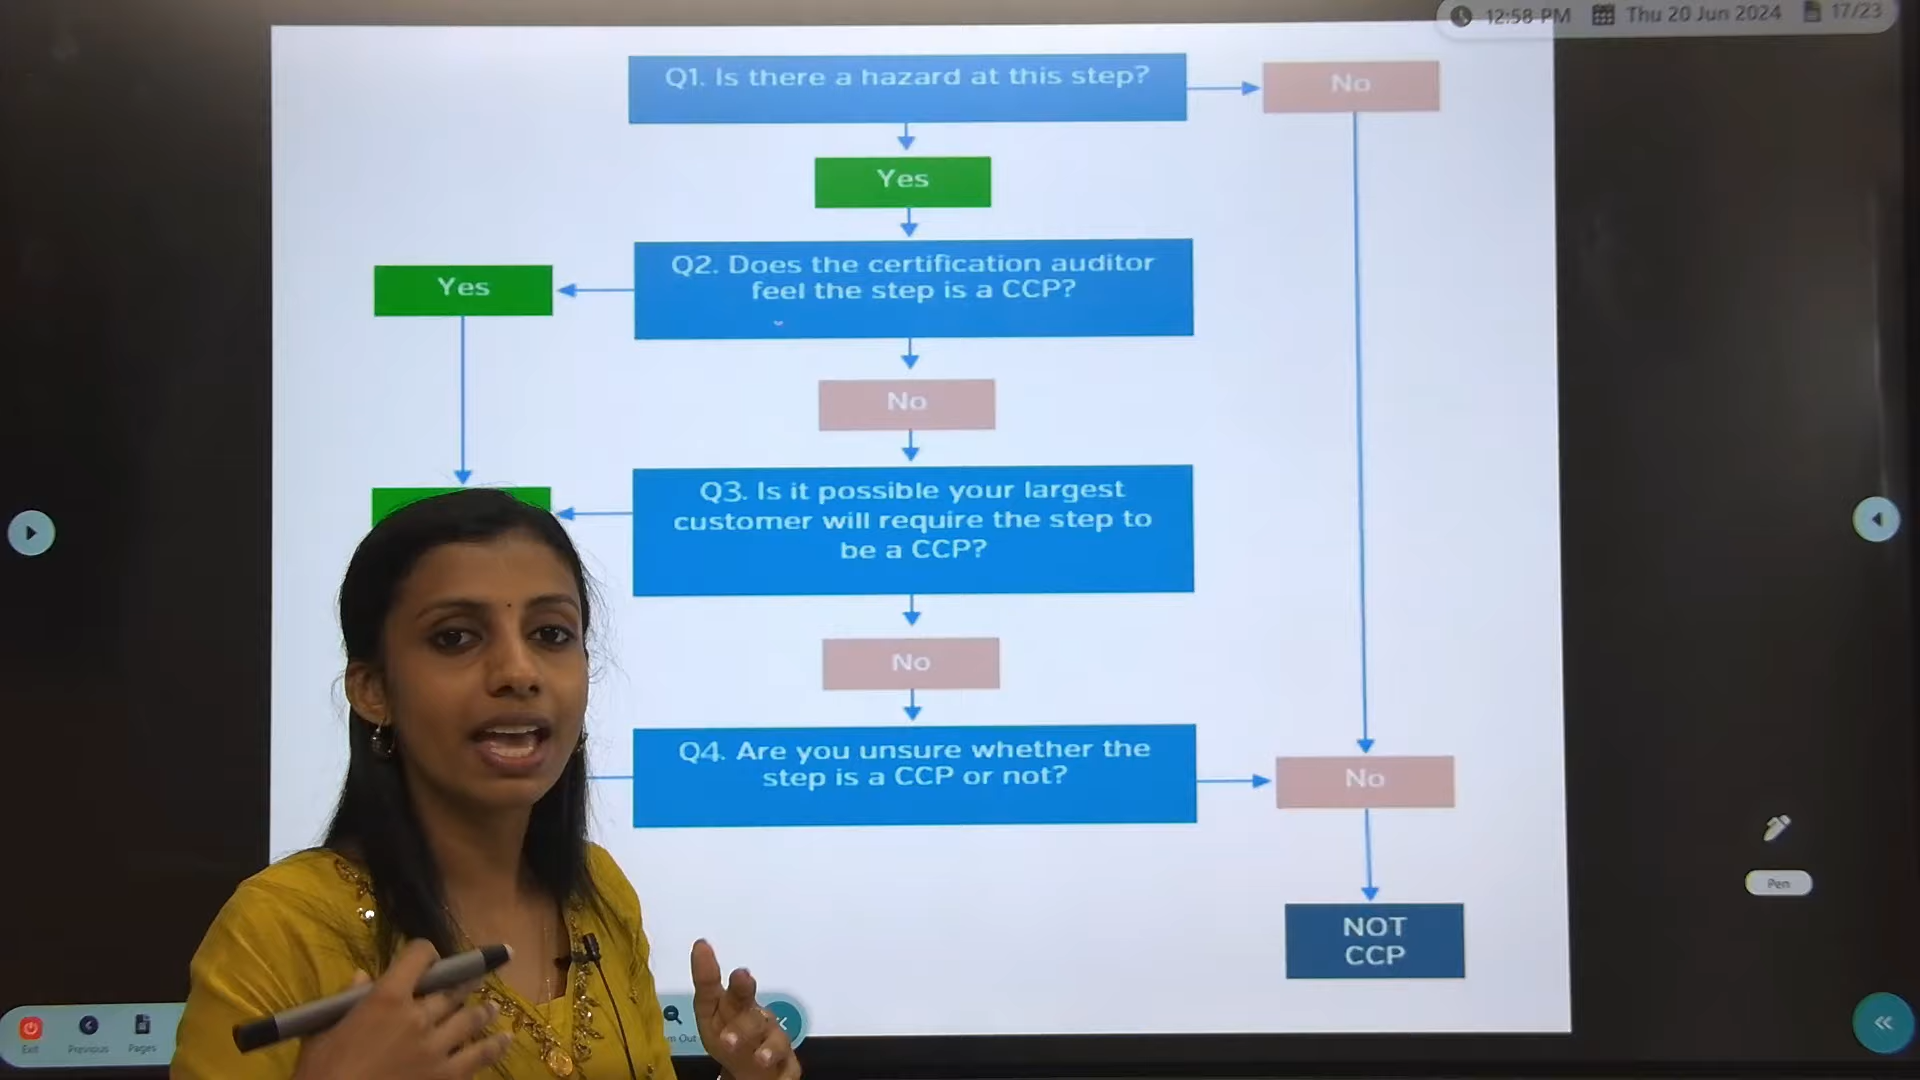 12:58 PM Thu 20 Jun 2024 17/23
Q1. Is there a hazard at this step?
No
Yes
Q2. Does the certification auditor
feel the step is a CCP?
Yes
No
Q3. Is it possible your largest
customer will require the step to
be a CCP?
No
Q4. Are you unsure whether the
step is a CCP or not?
No
NOT
CCP
Pen
Exit
Previous
Pages
Out